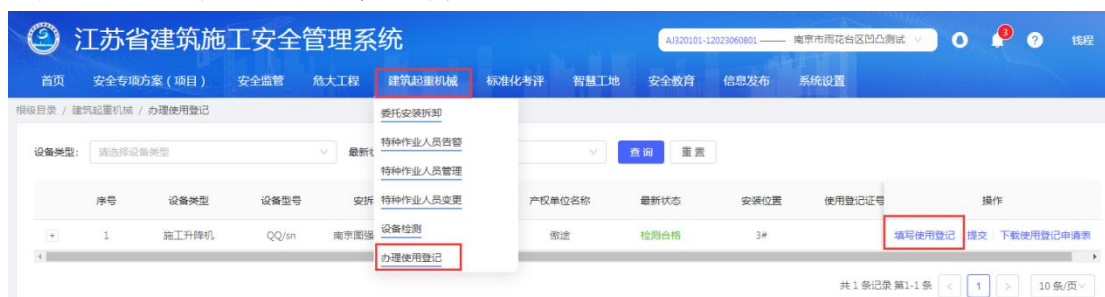 江苏省建筑施工安全管理系统
AJ320101-12023060801 —— 南京市雨花台区凹凸测试
3
钱程
首页 安全专项方案(项目) 安全监管 危大工程 建筑起重机械 标准化考评 智慧工地 安全教育 信息发布 系统设置
根级目录 / 建筑起重机械 / 办理使用登记
委托安装拆卸
设备类型: 请选择设备类型 最新状 特种作业人员告警 查询 重置
特种作业人员管理
序号 设备类型 设备型号 安拆 特种作业人员变更 产权单位名称 最新状态 安装位置 使用登记证号 操作
设备检测
+ 1 施工升降机 QQ/sn 南京图强 傲途 检测合格 3# 填写使用登记 提交 下载使用登记申请表
办理使用登记
共 1 条记录 第1-1 条 < 1 > 10 条/页